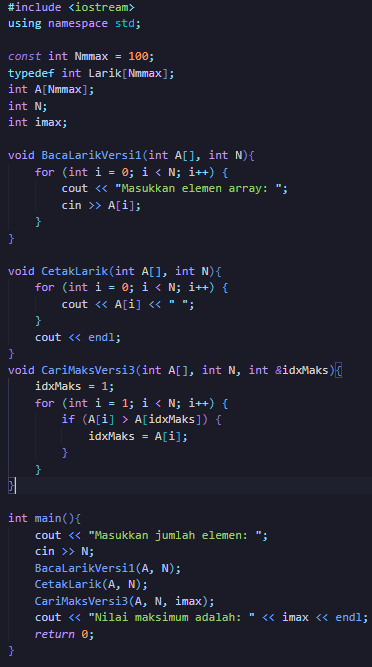 #include <iostream>
using namespace std;

const int Nmmax = 100;
typedef int Larik[Nmmax];
int A[Nmmax];
int N;
int imax;

void BacaLarikVersi1(int A[], int N){
    for (int i = 0; i < N; i++) {
        cout << "Masukkan elemen array: ";
        cin >> A[i];
    }
}

void CetakLarik(int A[], int N){
    for (int i = 0; i < N; i++) {
        cout << A[i] << " ";
    }
    cout << endl;
}
void CariMaksVersi3(int A[], int N, int &idxMaks){
    idxMaks = 1;
    for (int i = 1; i < N; i++) {
        if (A[i] > A[idxMaks]) {
            idxMaks = A[i];
        }
    }
}

int main(){
    cout << "Masukkan jumlah elemen: ";
    cin >> N;
    BacaLarikVersi1(A, N);
    CetakLarik(A, N);
    CariMaksVersi3(A, N, imax);
    cout << "Nilai maksimum adalah: " << imax << endl;
    return 0;
}